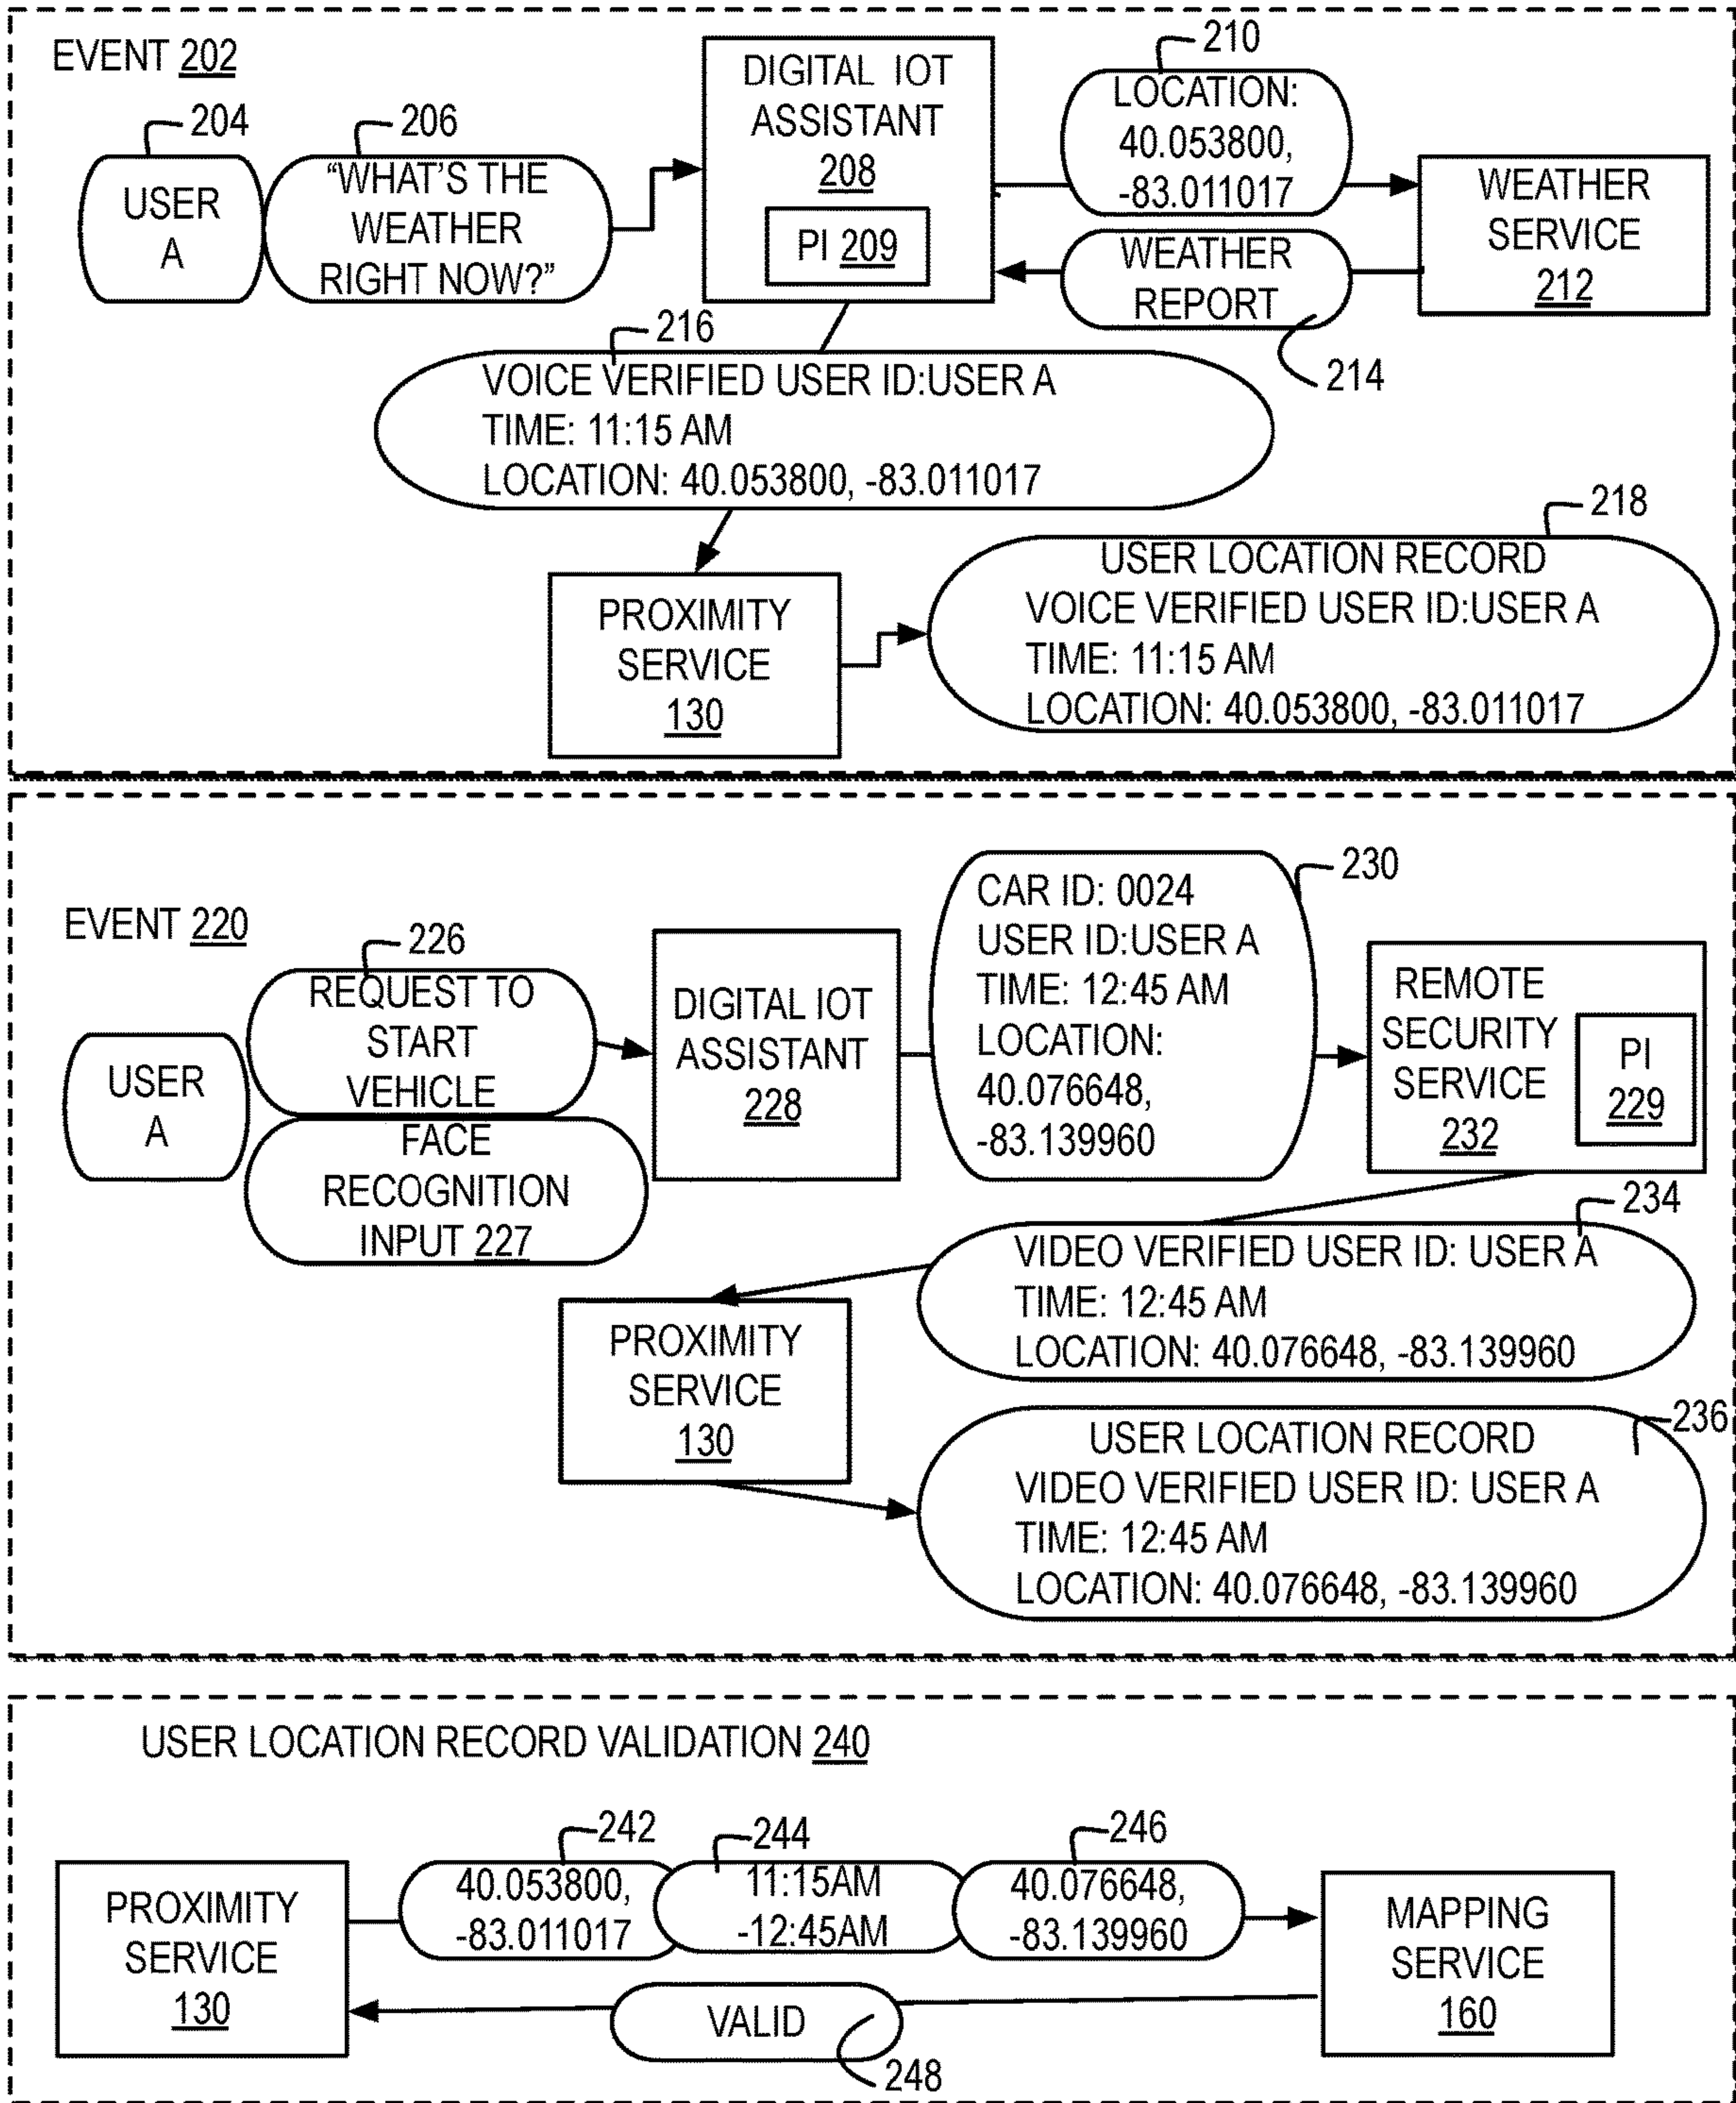 EVENT 202
204
USER
A
206
“WHAT'S THE
WEATHER
RIGHT NOW?”
DIGITAL IOT
ASSISTANT
208
PI 209
210
LOCATION:
40.053800,
-83.011017
WEATHER
SERVICE
212
WEATHER
REPORT
214
216
VOICE VERIFIED USER ID:USER A
TIME: 11:15 AM
LOCATION: 40.053800, -83.011017
PROXIMITY
SERVICE
130
218
USER LOCATION RECORD
VOICE VERIFIED USER ID:USER A
TIME: 11:15 AM
LOCATION: 40.053800, -83.011017
EVENT 220
USER
A
226
REQUEST TO
START
VEHICLE
FACE
RECOGNITION
INPUT 227
DIGITAL IOT
ASSISTANT
228
230
CAR ID: 0024
USER ID:USER A
TIME: 12:45 AM
LOCATION:
40.076648,
-83.139960
REMOTE
SECURITY
SERVICE
232
PI
229
234
VIDEO VERIFIED USER ID: USER A
TIME: 12:45 AM
LOCATION: 40.076648, -83.139960
PROXIMITY
SERVICE
130
236
USER LOCATION RECORD
VIDEO VERIFIED USER ID: USER A
TIME: 12:45 AM
LOCATION: 40.076648, -83.139960
USER LOCATION RECORD VALIDATION 240
PROXIMITY
SERVICE
130
242
40.053800,
-83.011017
244
11:15AM
-12:45AM
246
40.076648,
-83.139960
MAPPING
SERVICE
160
VALID
248